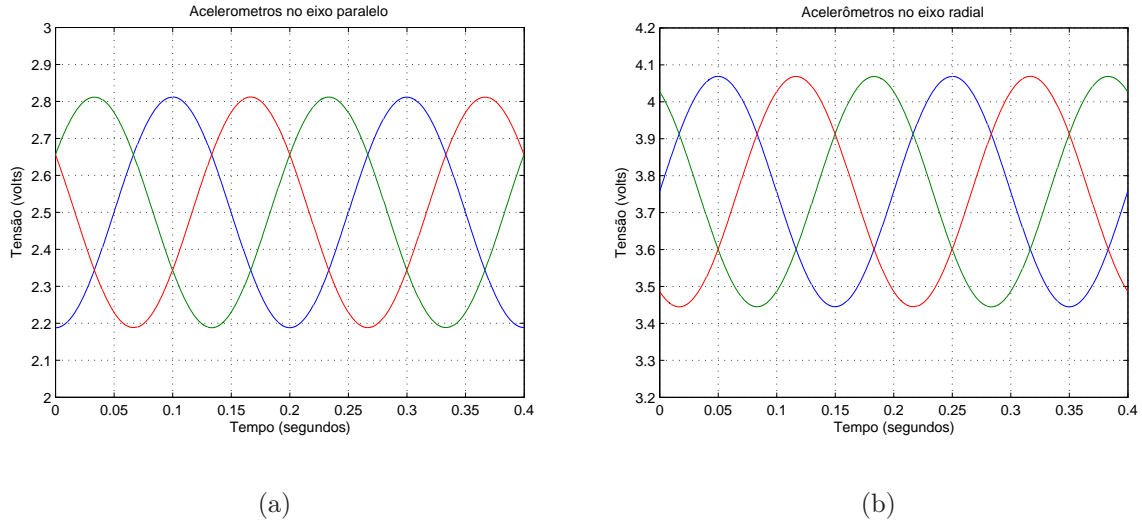 Acelerometros no eixo paralelo
3
2.9
2.8
2.7
2.6
2.5
2.4
2.3
2.2
2.1
2
Tensão (volts)
0 0.05 0.1 0.15 0.2 0.25 0.3 0.35 0.4
Tempo (segundos)
(a)
Acelerômetros no eixo radial
4.2
4.1
4
3.9
3.8
3.7
3.6
3.5
3.4
3.3
3.2
Tensão (volts)
0 0.05 0.1 0.15 0.2 0.25 0.3 0.35 0.4
Tempo (segundos)
(b)